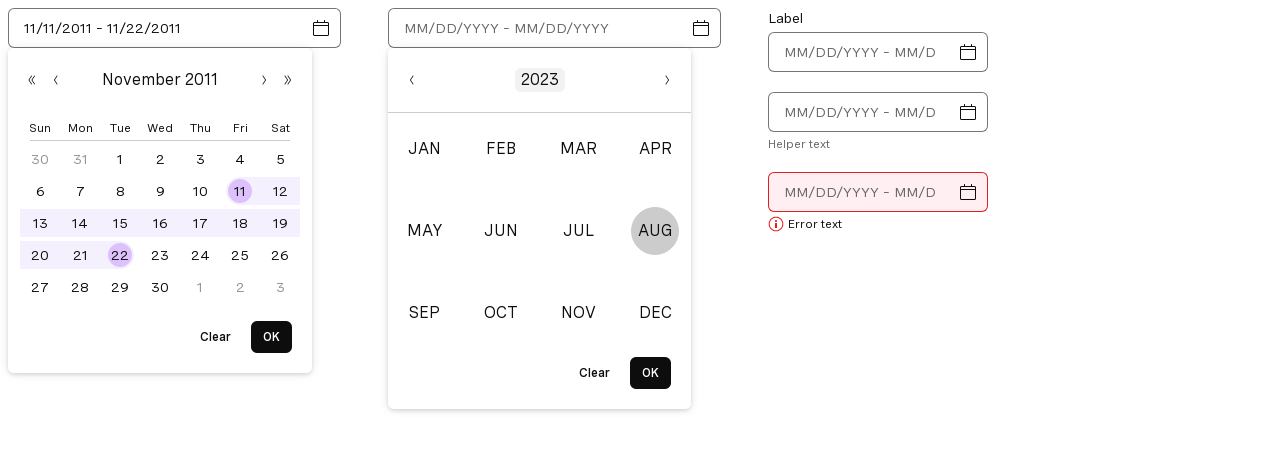 11/11/2011 - 11/22/2011
« ‹ November 2011 › »
Sun Mon Tue Wed Thu Fri Sat
30 31 1 2 3 4 5
6 7 8 9 10 11 12
13 14 15 16 17 18 19
20 21 22 23 24 25 26
27 28 29 30 1 2 3
Clear OK
MM/DD/YYYY - MM/DD/YYYY
‹ 2023 ›
JAN FEB MAR APR
MAY JUN JUL AUG
SEP OCT NOV DEC
Clear OK
Label
MM/DD/YYYY - MM/D
MM/DD/YYYY - MM/D
Helper text
MM/DD/YYYY - MM/D
Error text